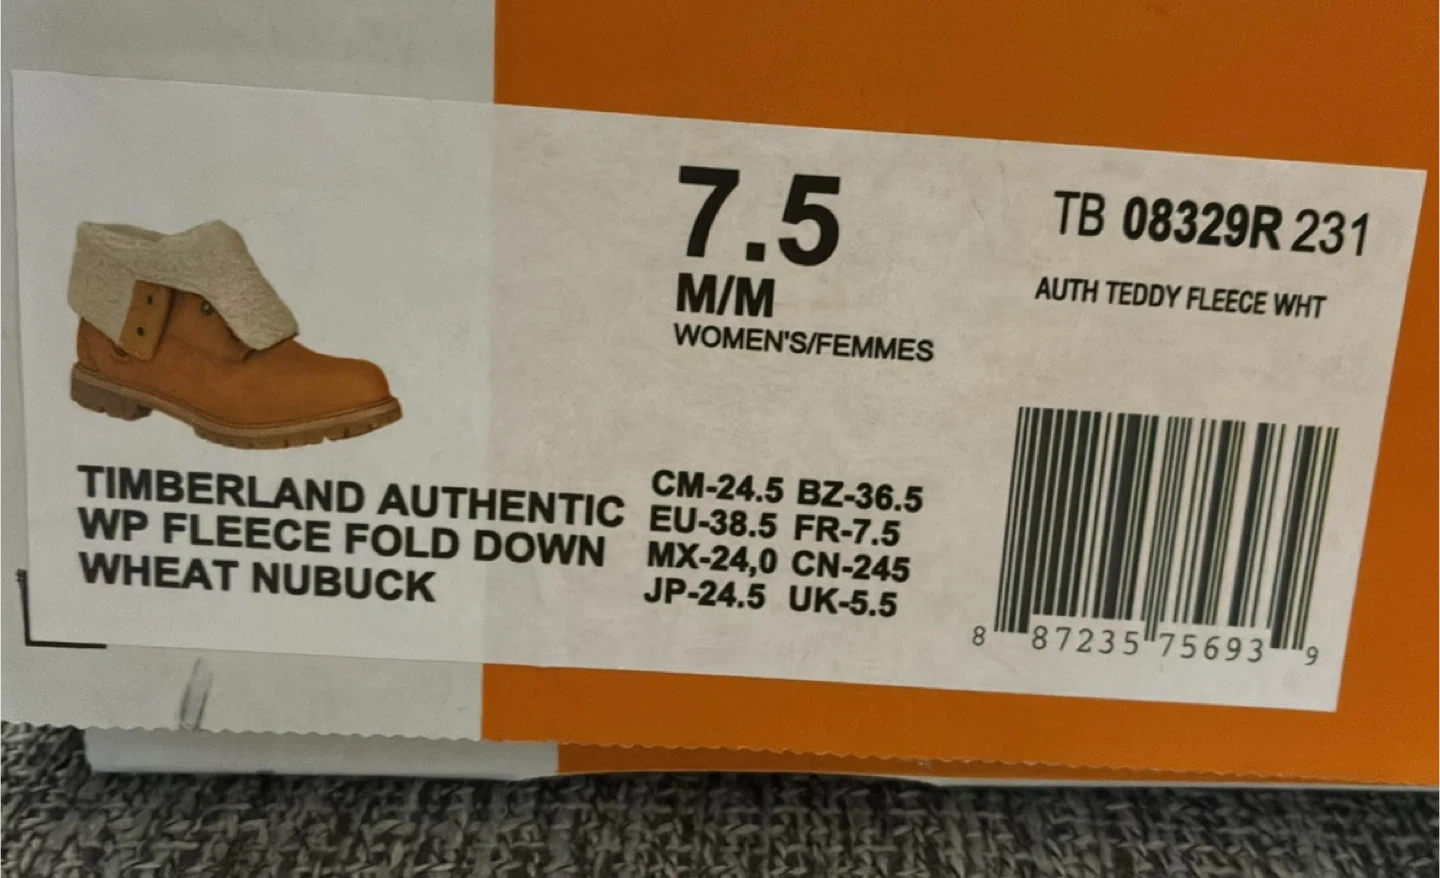 7.5
M/M
WOMEN'S/FEMMES
TB 08329R 231
AUTH TEDDY FLEECE WHT
TIMBERLAND AUTHENTIC
WP FLEECE FOLD DOWN
WHEAT NUBUCK
CM-24.5 BZ-36.5
EU-38.5 FR-7.5
MX-24,0 CN-245
JP-24.5 UK-5.5
8 87235 75693 9